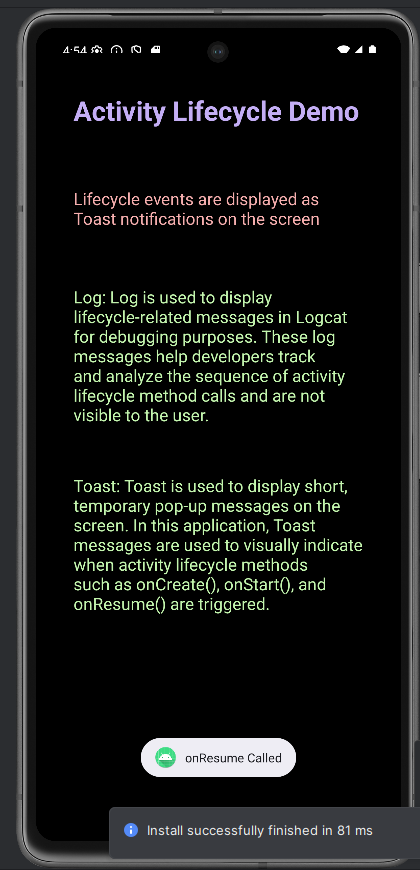 4:54
Activity Lifecycle Demo
Lifecycle events are displayed as
Toast notifications on the screen
Log: Log is used to display
lifecycle-related messages in Logcat
for debugging purposes. These log
messages help developers track
and analyze the sequence of activity
lifecycle method calls and are not
visible to the user.
Toast: Toast is used to display short,
temporary pop-up messages on the
screen. In this application, Toast
messages are used to visually indicate
when activity lifecycle methods
such as onCreate(), onStart(), and
onResume() are triggered.
onResume Called
Install successfully finished in 81 ms